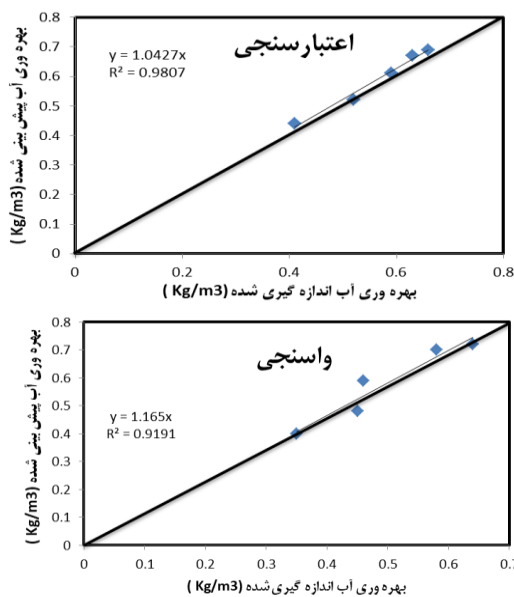 اعتبارسنجی
y = 1.0427x
R² = 0.9807
بهره وری آب پیش بینی شده (Kg/m3 )
0.8
0.7
0.6
0.5
0.4
0.3
0.2
0.1
0
0 0.2 0.4 0.6 0.8
بهره وری آب اندازه گیری شده (Kg/m3 )
واسنجی
y = 1.165x
R² = 0.9191
بهره وری آب پیش بینی شده (Kg/m3 )
0.8
0.7
0.6
0.5
0.4
0.3
0.2
0.1
0
0 0.1 0.2 0.3 0.4 0.5 0.6 0.7
بهره وری آب اندازه گیری شده (Kg/m3 )